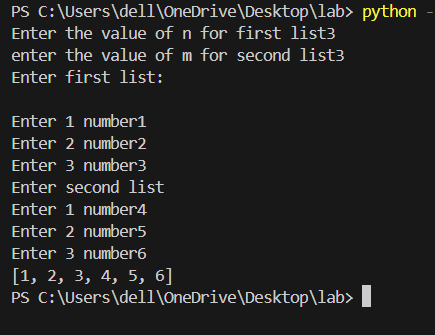 PS C:\Users\dell\OneDrive\Desktop\lab> python -
Enter the value of n for first list3
enter the value of m for second list3
Enter first list:
Enter 1 number1
Enter 2 number2
Enter 3 number3
Enter second list
Enter 1 number4
Enter 2 number5
Enter 3 number6
[1, 2, 3, 4, 5, 6]
PS C:\Users\dell\OneDrive\Desktop\lab>